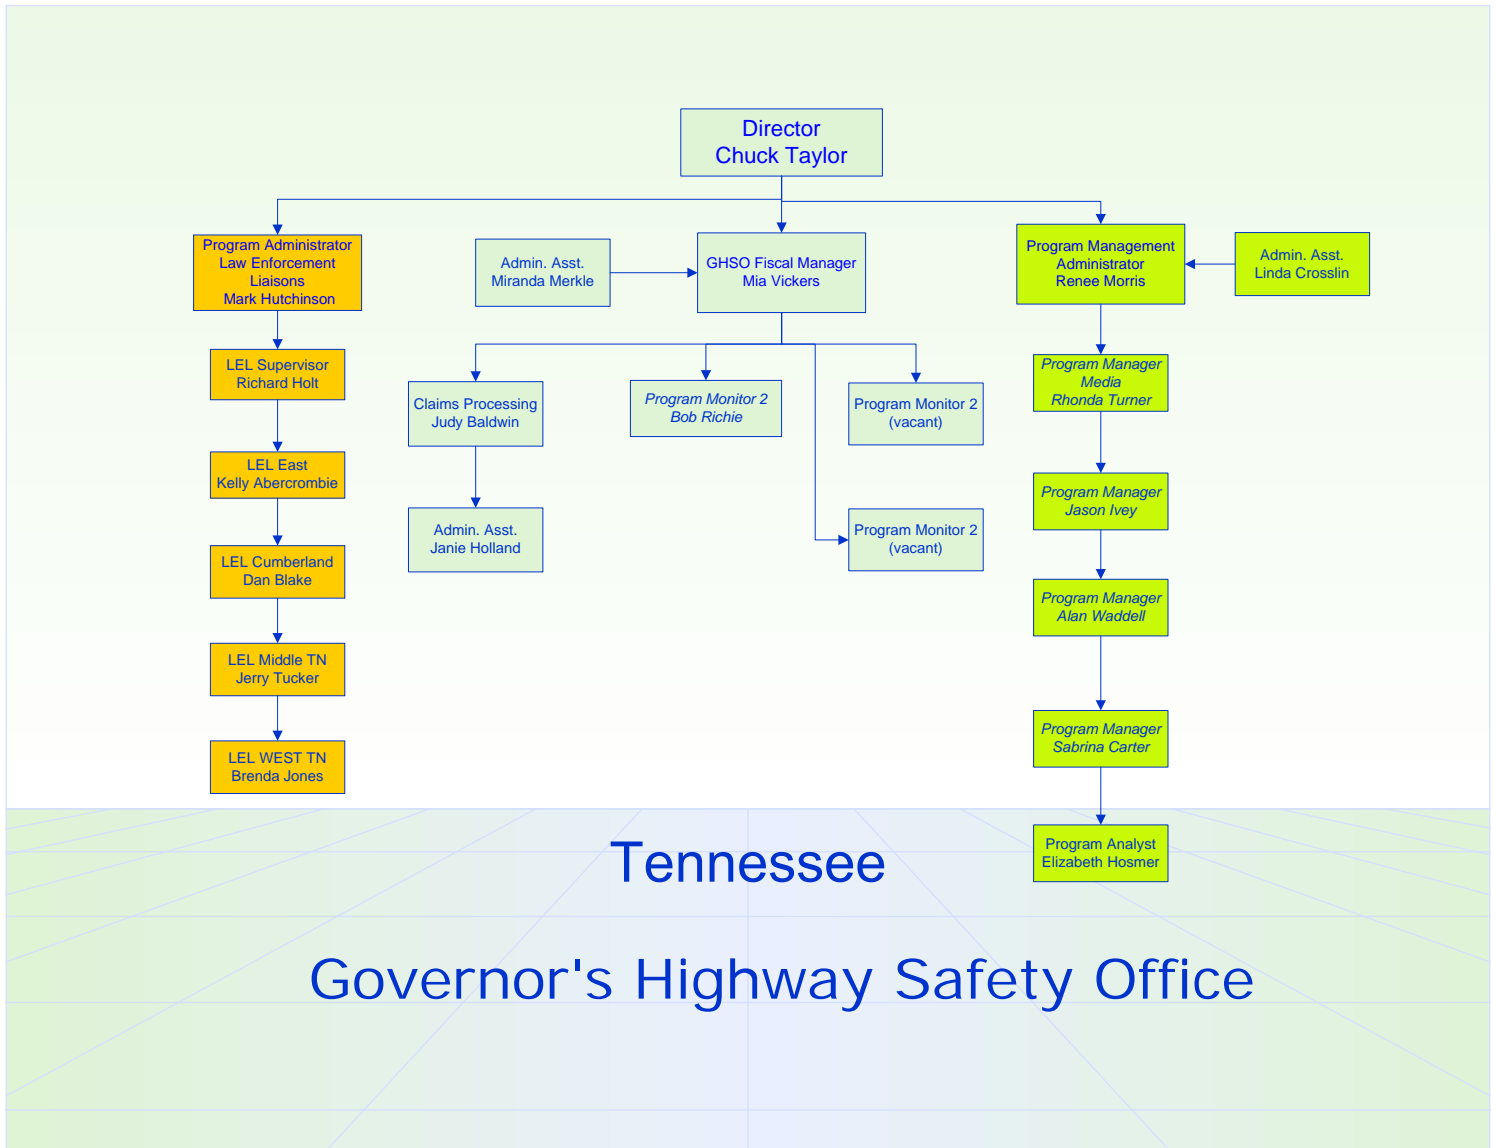 Director
Chuck Taylor
Program Administrator
Law Enforcement
Liaisons
Mark Hutchinson
Admin. Asst.
Miranda Merkle
GHSO Fiscal Manager
Mia Vickers
Program Management
Administrator
Renee Morris
Admin. Asst.
Linda Crosslin
LEL Supervisor
Richard Holt
Claims Processing
Judy Baldwin
Program Monitor 2
Bob Richie
Program Monitor 2
(vacant)
Program Manager
Media
Rhonda Turner
LEL East
Kelly Abercrombie
Program Manager
Jason Ivey
Admin. Asst.
Janie Holland
Program Monitor 2
(vacant)
LEL Cumberland
Dan Blake
Program Manager
Alan Waddell
LEL Middle TN
Jerry Tucker
Program Manager
Sabrina Carter
LEL WEST TN
Brenda Jones
Program Analyst
Elizabeth Hosmer
Tennessee
Governor's Highway Safety Office